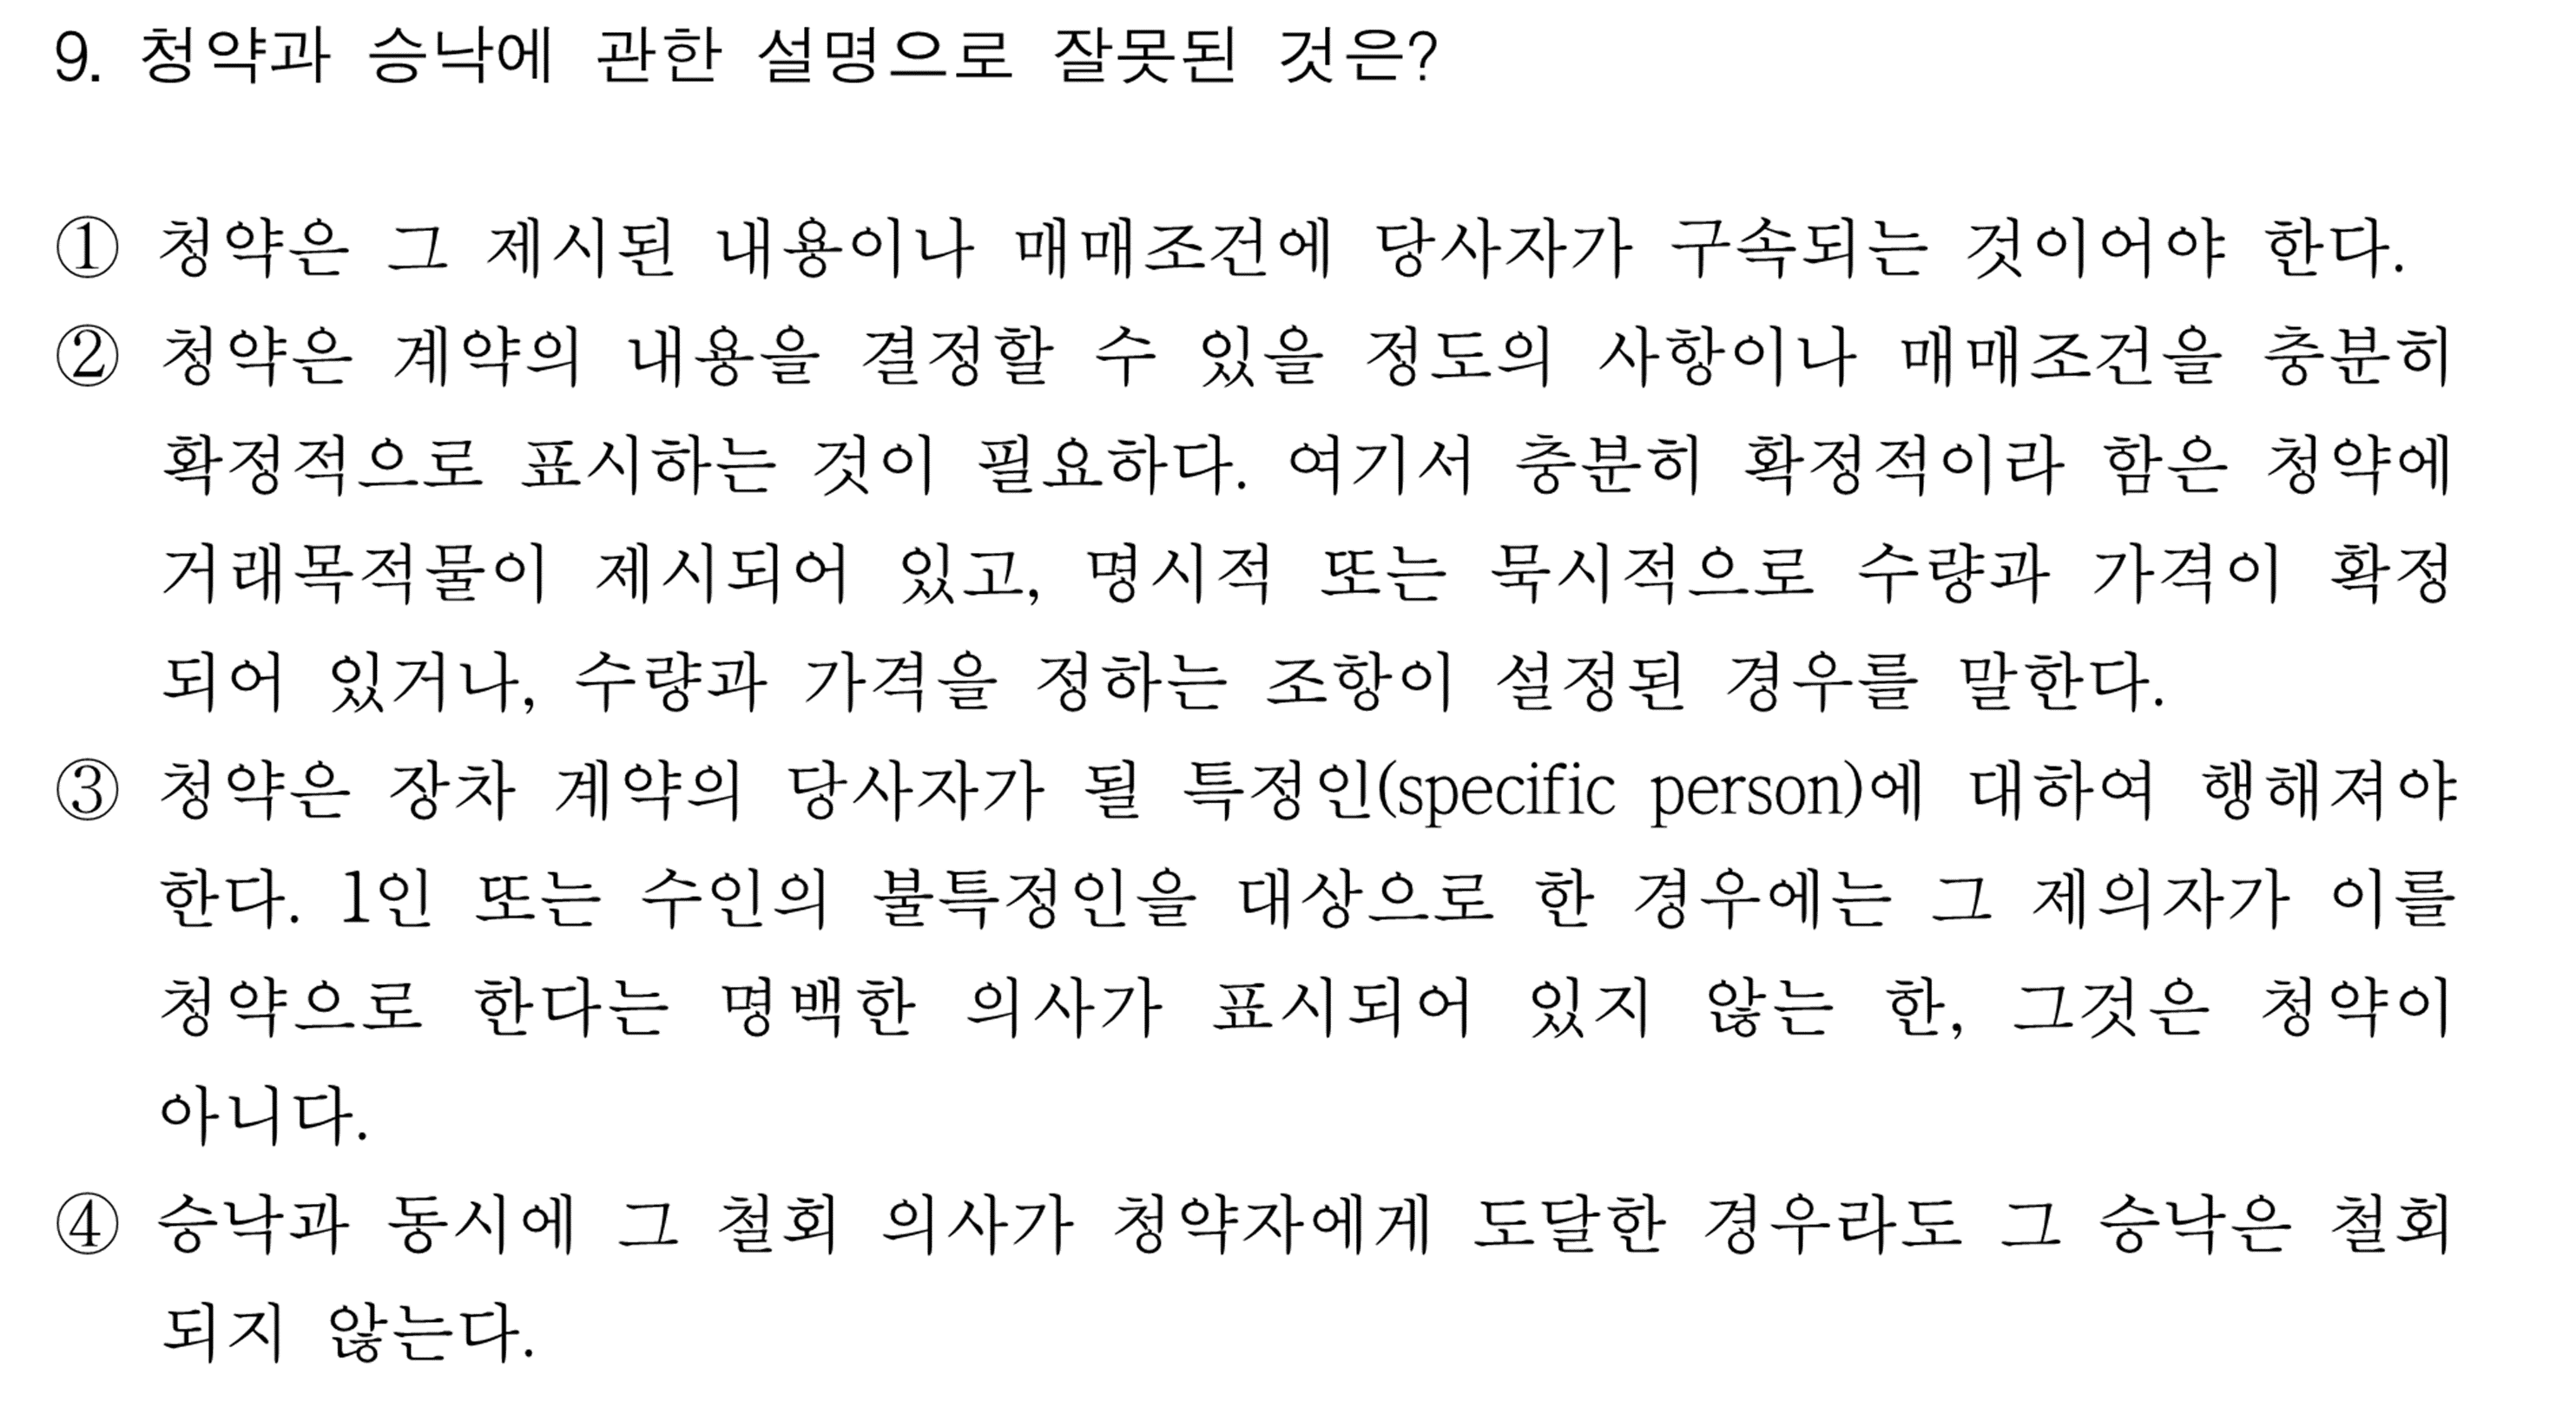 9. 청약과 승낙에 관한 설명으로 잘못된 것은?
① 청약은 그 제시된 내용이나 매매조건에 당사자가 구속되는 것이어야 한다.
② 청약은 계약의 내용을 결정할 수 있을 정도의 사항이나 매매조건을 충분히
확정적으로 표시하는 것이 필요하다. 여기서 충분히 확정적이라 함은 청약에
거래목적물이 제시되어 있고, 명시적 또는 묵시적으로 수량과 가격이 확정
되어 있거나, 수량과 가격을 정하는 조항이 설정된 경우를 말한다.
③ 청약은 장차 계약의 당사자가 될 특정인(specific person)에 대하여 행해져야
한다. 1인 또는 수인의 불특정인을 대상으로 한 경우에는 그 제의자가 이를
청약으로 한다는 명백한 의사가 표시되어 있지 않는 한, 그것은 청약이
아니다.
④ 승낙과 동시에 그 철회 의사가 청약자에게 도달한 경우라도 그 승낙은 철회
되지 않는다.